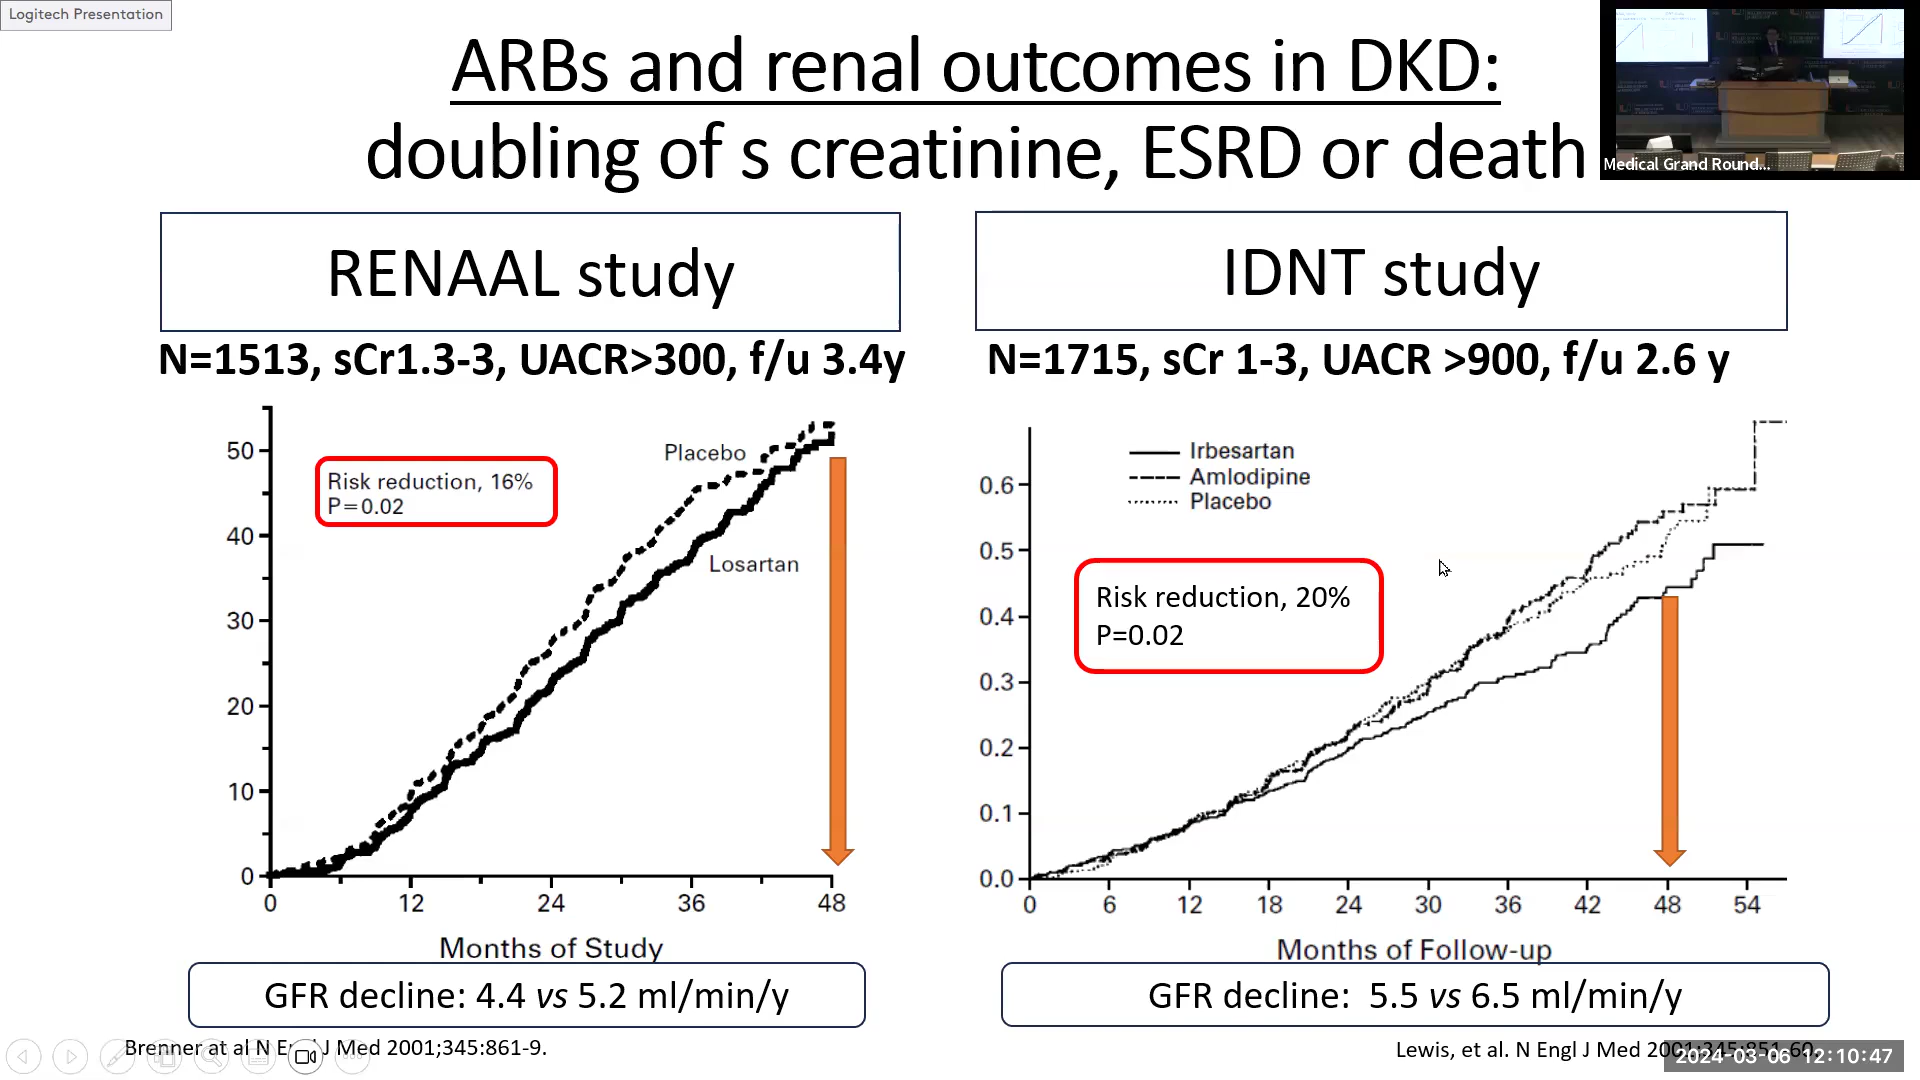 Logitech Presentation
ARBs and renal outcomes in DKD:
doubling of s creatinine, ESRD or death
Medical Grand Round...
RENAAL study
N=1513, sCr1.3-3, UACR>300, f/u 3.4y
50
40
30
20
10
0
Risk reduction, 16%
P=0.02
Placebo
Losartan
0 12 24 36 48
Months of Study
GFR decline: 4.4 vs 5.2 ml/min/y
Brenner at al N Engl J Med 2001;345:861-9.
IDNT study
N=1715, sCr 1-3, UACR >900, f/u 2.6 y
0.6
0.5
0.4
0.3
0.2
0.1
0.0
Irbesartan
Amlodipine
Placebo
Risk reduction, 20%
P=0.02
0 6 12 18 24 30 36 42 48 54
Months of Follow-up
GFR decline: 5.5 vs 6.5 ml/min/y
Lewis, et al. N Engl J Med 2001;345:851-60.
2024-03-06 12:10:47